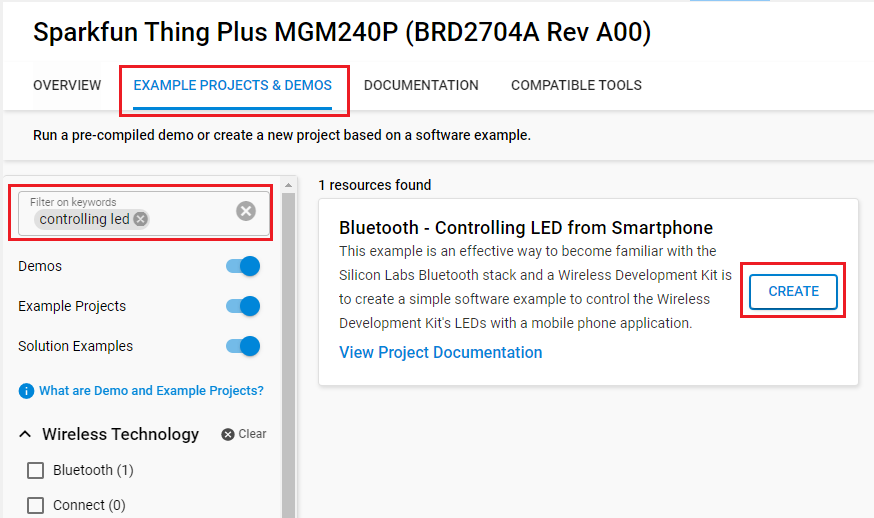 Sparkfun Thing Plus MGM240P (BRD2704A Rev A00)
OVERVIEW
EXAMPLE PROJECTS & DEMOS
DOCUMENTATION
COMPATIBLE TOOLS
Run a pre-compiled demo or create a new project based on a software example.
Filter on keywords
controlling led
Demos
Example Projects
Solution Examples
What are Demo and Example Projects?
Wireless Technology
Clear
Bluetooth (1)
Connect (0)
1 resources found
Bluetooth - Controlling LED from Smartphone
This example is an effective way to become familiar with the
Silicon Labs Bluetooth stack and a Wireless Development Kit is
to create a simple software example to control the Wireless
Development Kit's LEDs with a mobile phone application.
View Project Documentation
CREATE